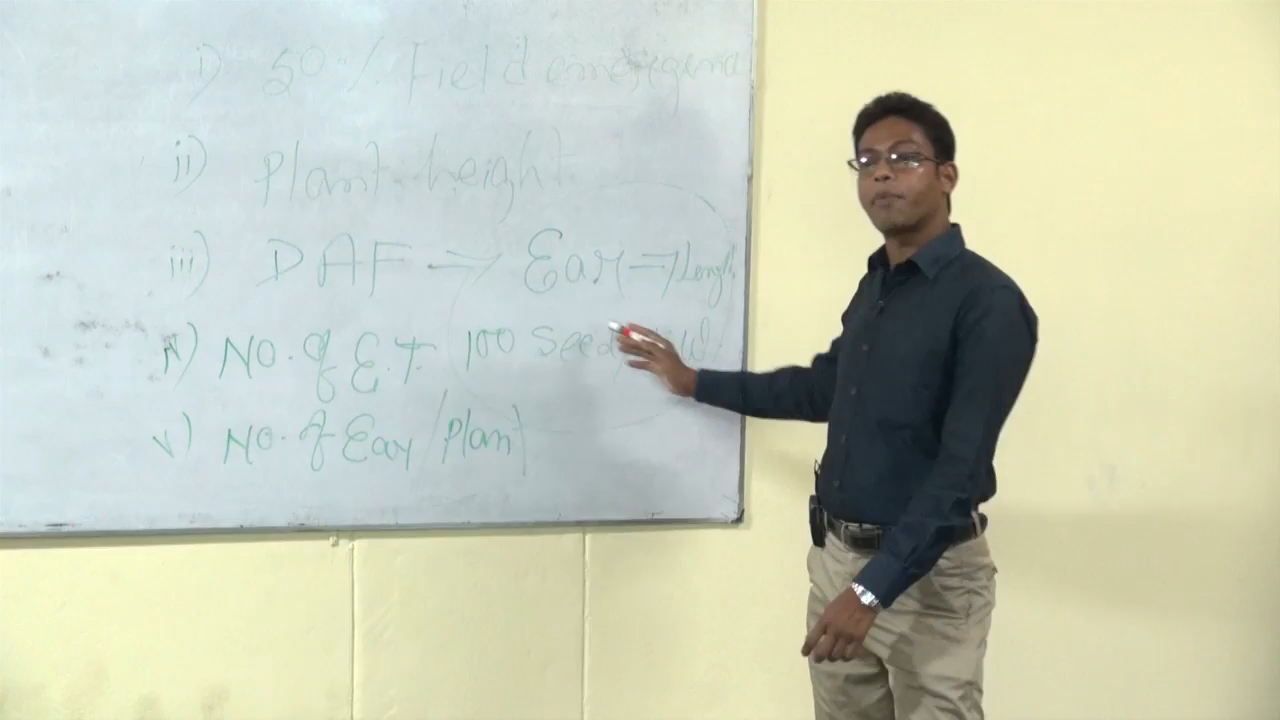 i) 50% Field emergence
ii) Plant height
iii) DAF → Ear → Length
iv) No. of E.T 100 seed W
v) No. of Ear / Plant